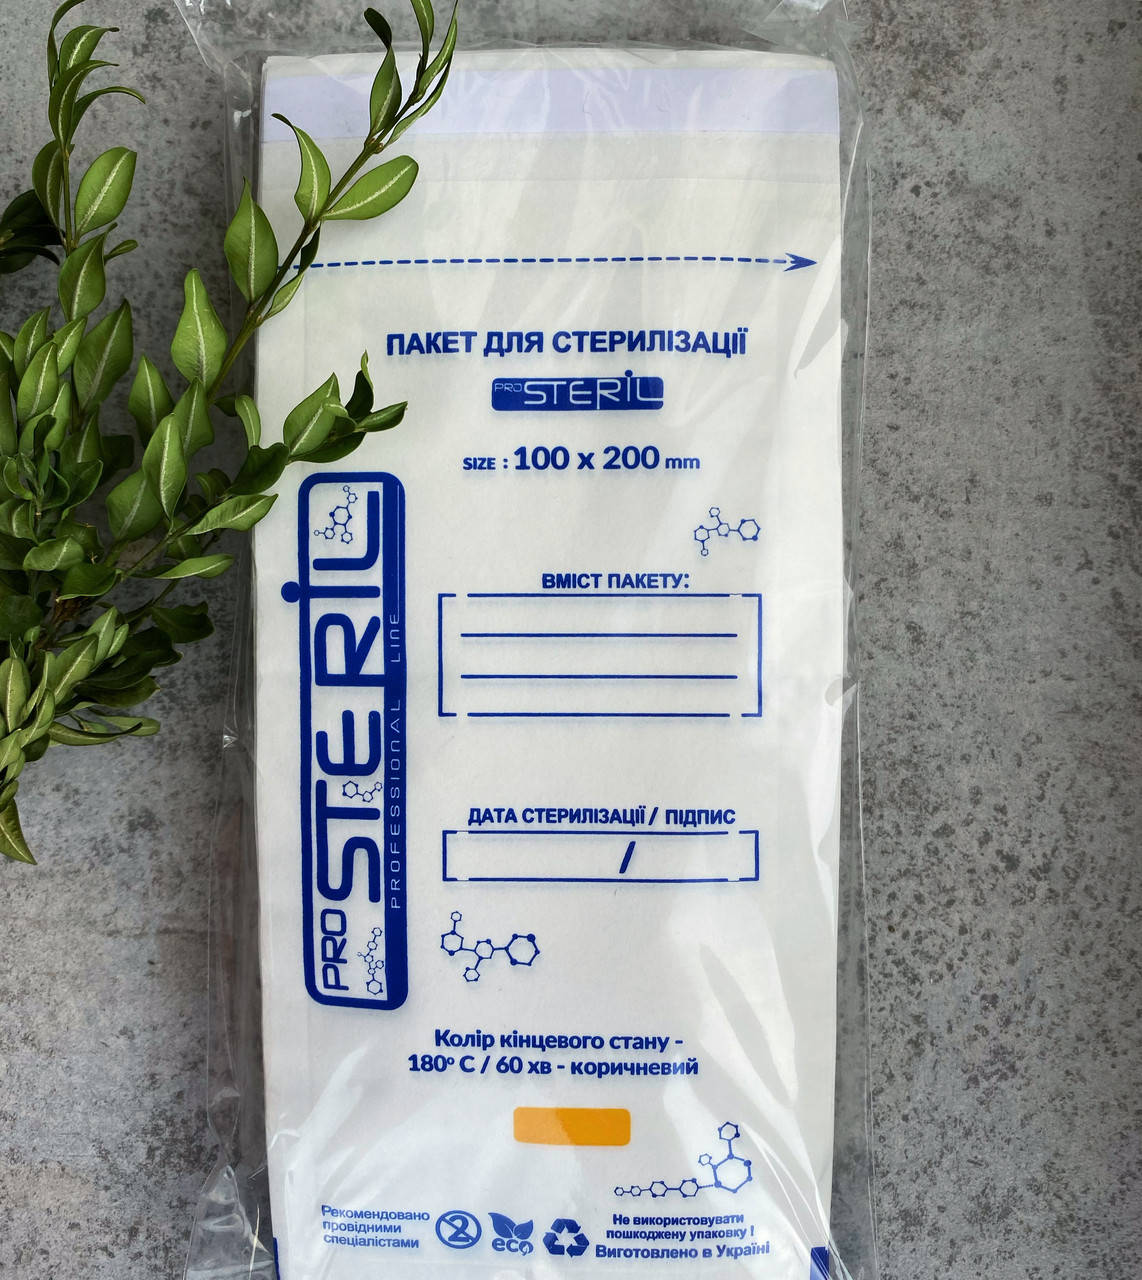 ПАКЕТ ДЛЯ СТЕРИЛІЗАЦІЇ
PRO STERIL
SIZE : 100 x 200 mm
PRO STERIL
PROFESSIONAL LINE
ВМІСТ ПАКЕТУ:
ДАТА СТЕРИЛІЗАЦІЇ / ПІДПИС
/
Колір кінцевого стану -
180º C / 60 хв - коричневий
Рекомендовано
провідними
спеціалістами
2
eco
Не використовувати
пошкоджену упаковку !
Виготовлено в Україні